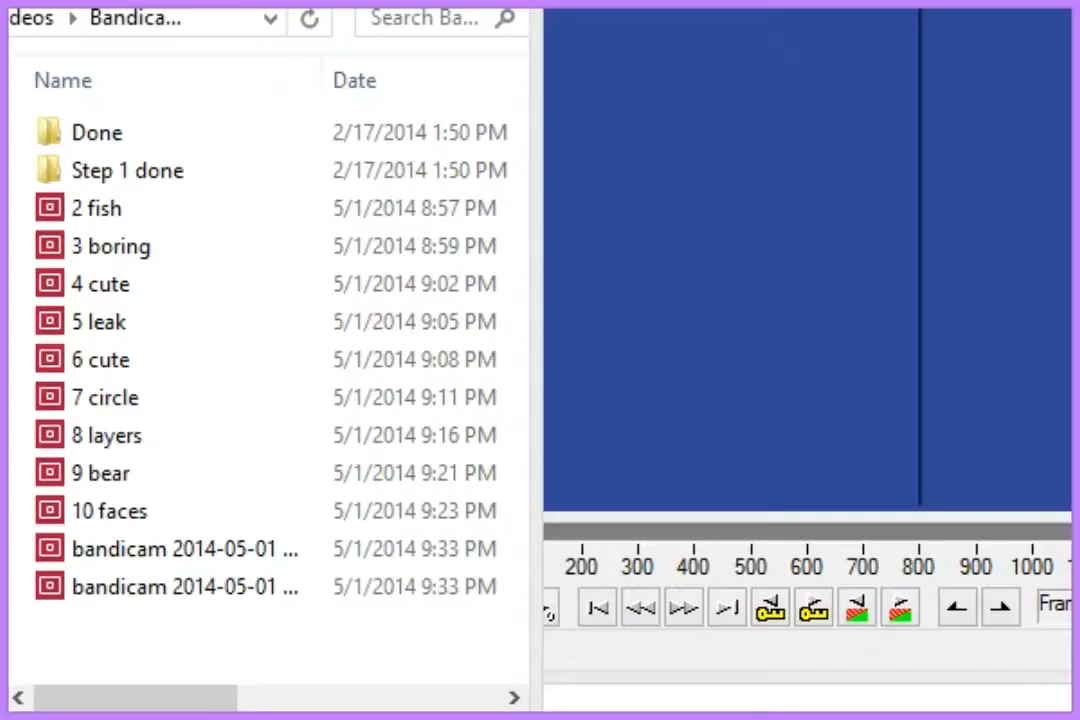 deos Bandica... Search Ba...
Name Date
Done 2/17/2014 1:50 PM
Step 1 done 2/17/2014 1:50 PM
2 fish 5/1/2014 8:57 PM
3 boring 5/1/2014 8:59 PM
4 cute 5/1/2014 9:02 PM
5 leak 5/1/2014 9:05 PM
6 cute 5/1/2014 9:08 PM
7 circle 5/1/2014 9:11 PM
8 layers 5/1/2014 9:16 PM
9 bear 5/1/2014 9:21 PM
10 faces 5/1/2014 9:23 PM
bandicam 2014-05-01 ... 5/1/2014 9:33 PM
bandicam 2014-05-01 ... 5/1/2014 9:33 PM
200 300 400 500 600 700 800 900 1000
Fra